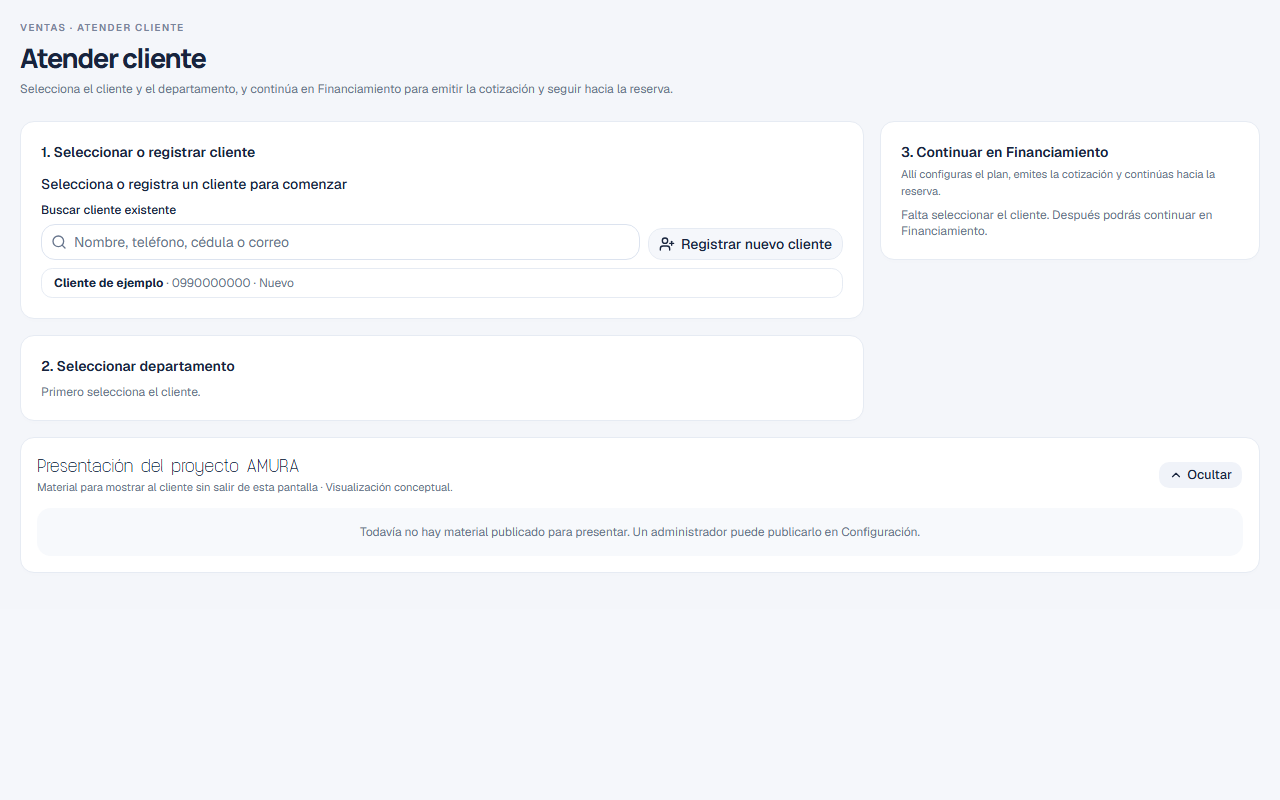 VENTAS · ATENDER CLIENTE
Atender cliente
Selecciona el cliente y el departamento, y continúa en Financiamiento para emitir la cotización y seguir hacia la reserva.
1. Seleccionar o registrar cliente
Selecciona o registra un cliente para comenzar
Buscar cliente existente
Nombre, teléfono, cédula o correo
Registrar nuevo cliente
Cliente de ejemplo · 0990000000 · Nuevo
2. Seleccionar departamento
Primero selecciona el cliente.
3. Continuar en Financiamiento
Allí configuras el plan, emites la cotización y continúas hacia la
reserva.
Falta seleccionar el cliente. Después podrás continuar en
Financiamiento.
Presentación del proyecto AMURA
Material para mostrar al cliente sin salir de esta pantalla · Visualización conceptual.
Ocultar
Todavía no hay material publicado para presentar. Un administrador puede publicarlo en Configuración.